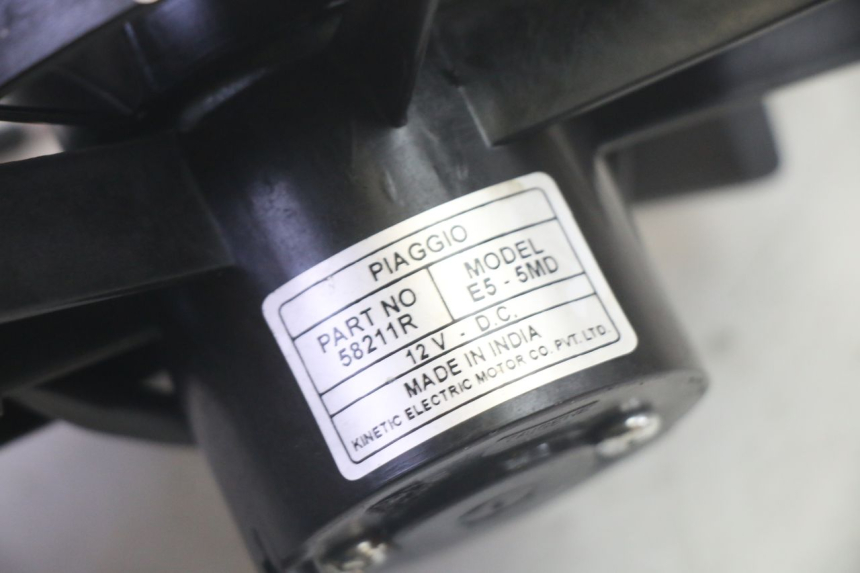 PIAGGIO
PART NO
58211R
MODEL
E5 - 5MD
12 V - D.C.
MADE IN INDIA
KINETIC ELECTRIC MOTOR CO. PVT. LTD.